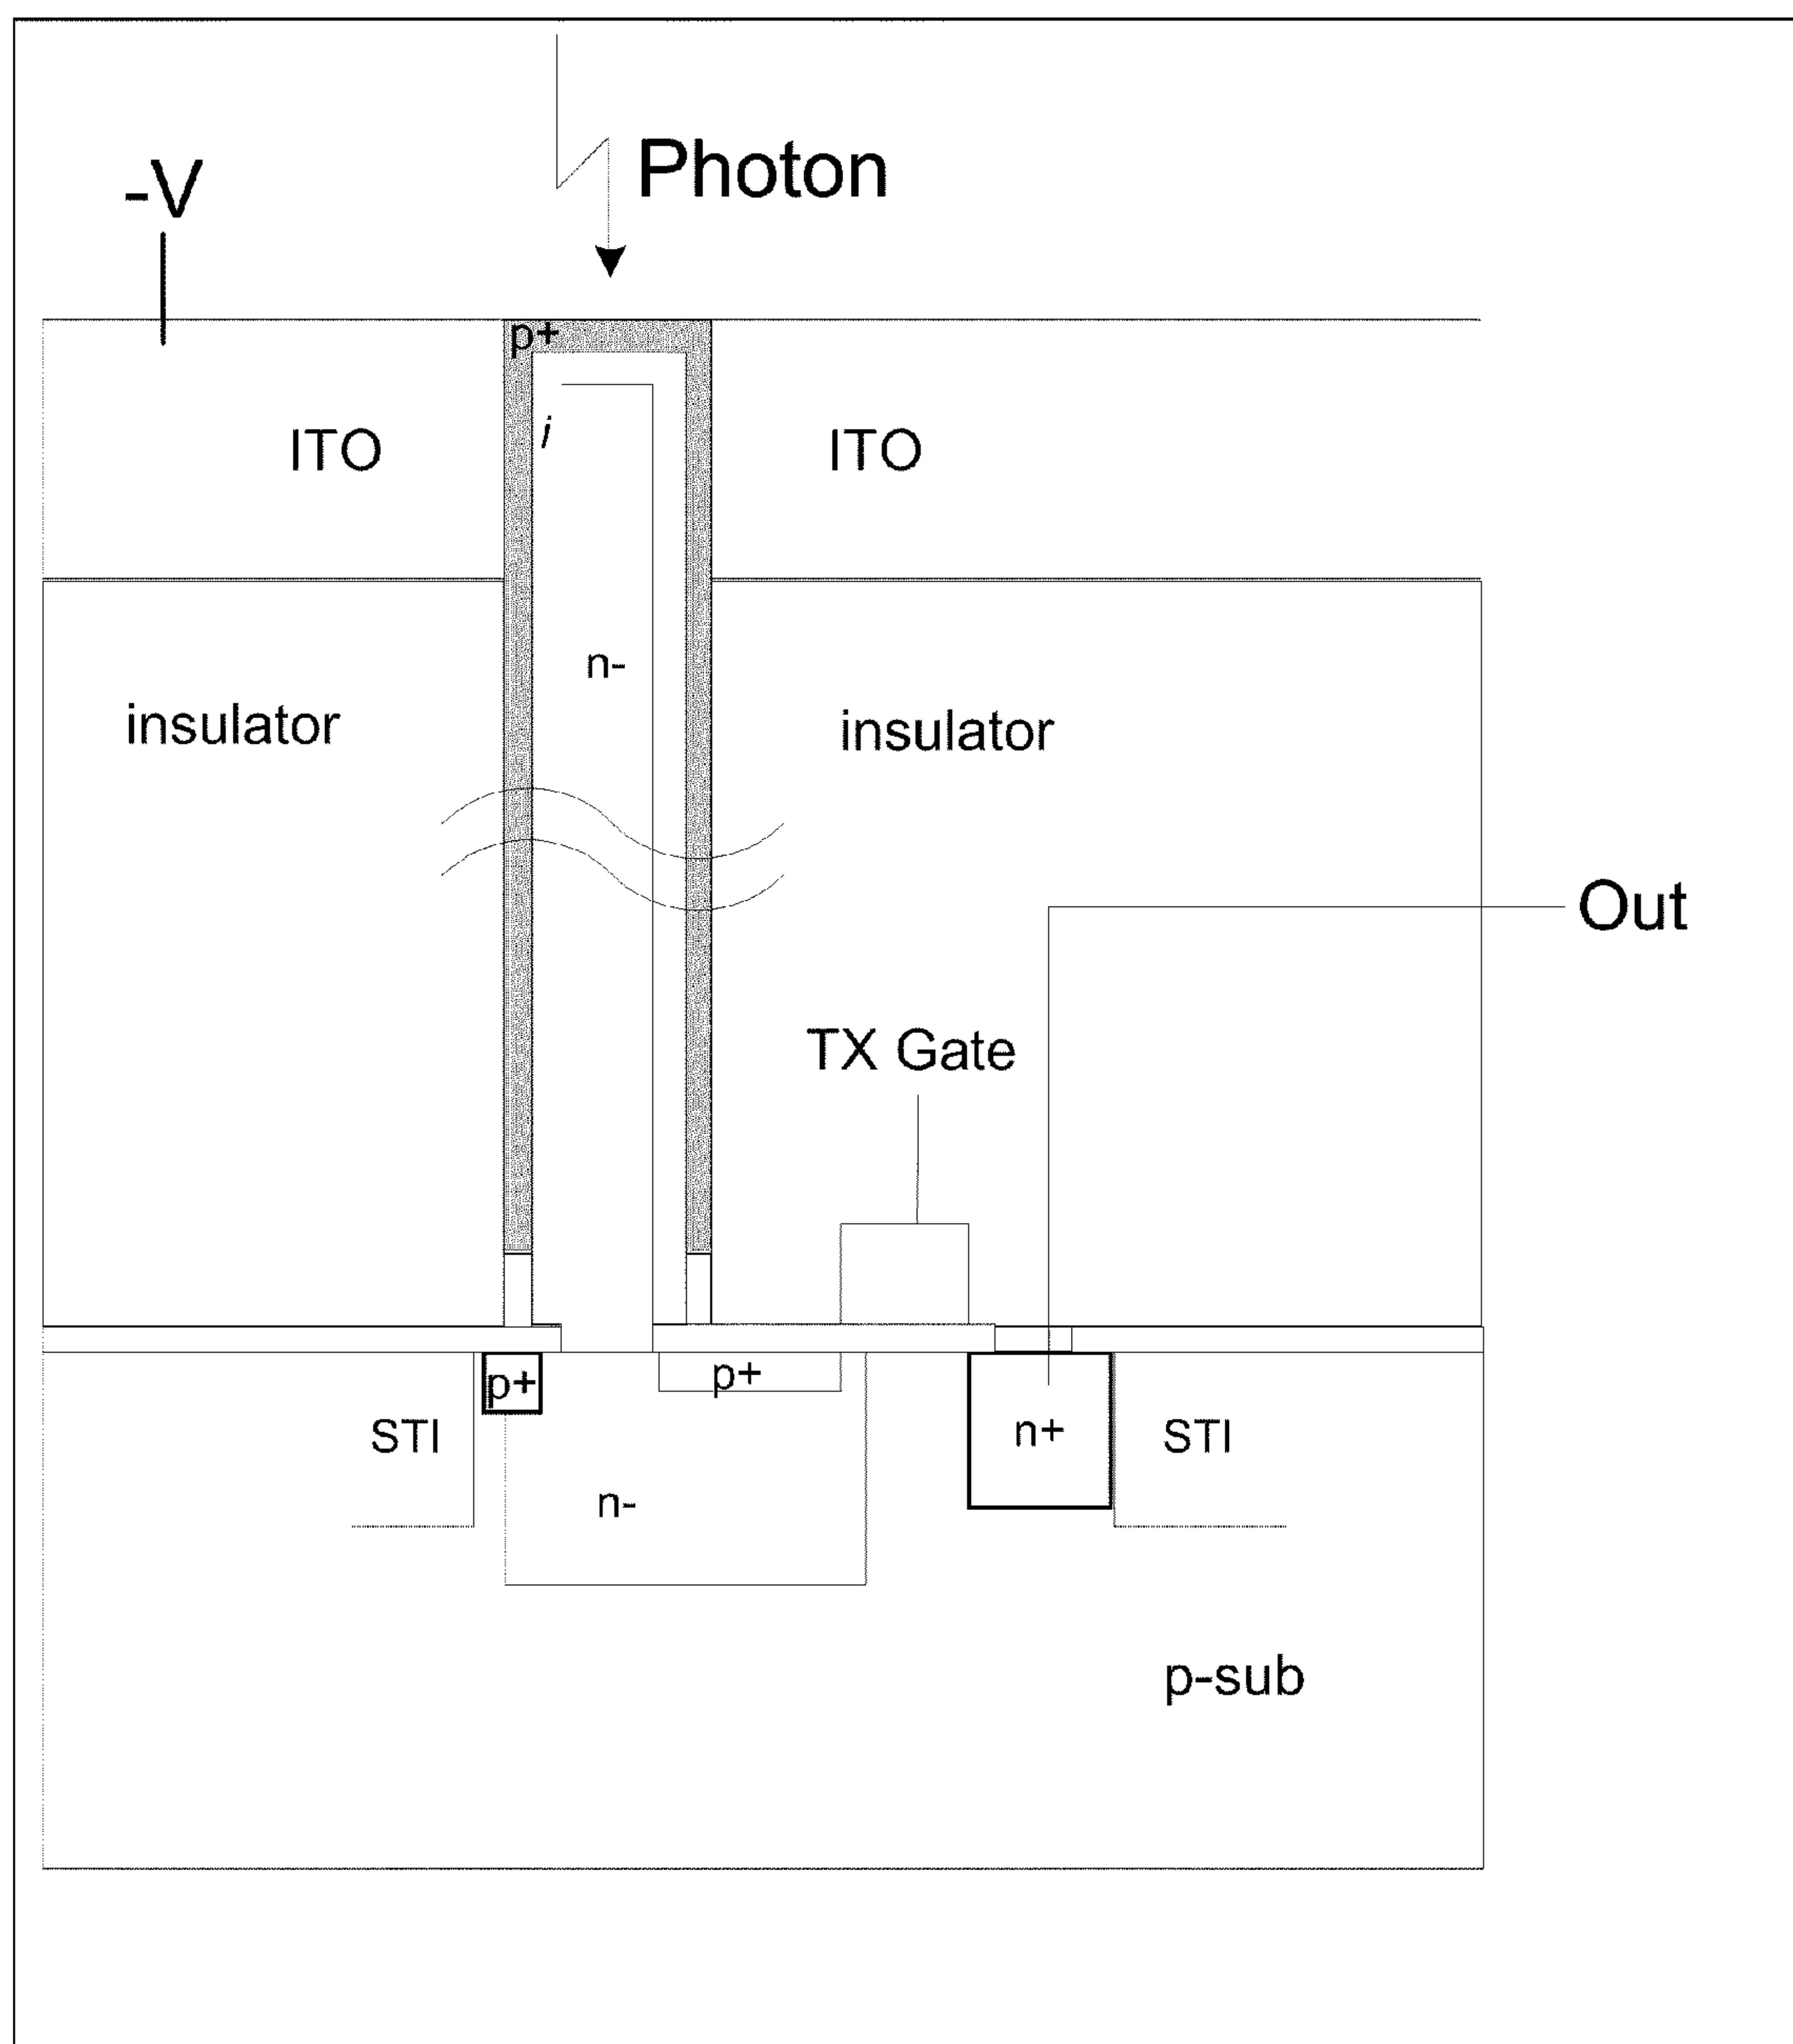 Photon
-V
p+
i
ITO
ITO
n-
insulator
insulator
Out
TX Gate
p+
p+
STI
n+
STI
n-
p-sub